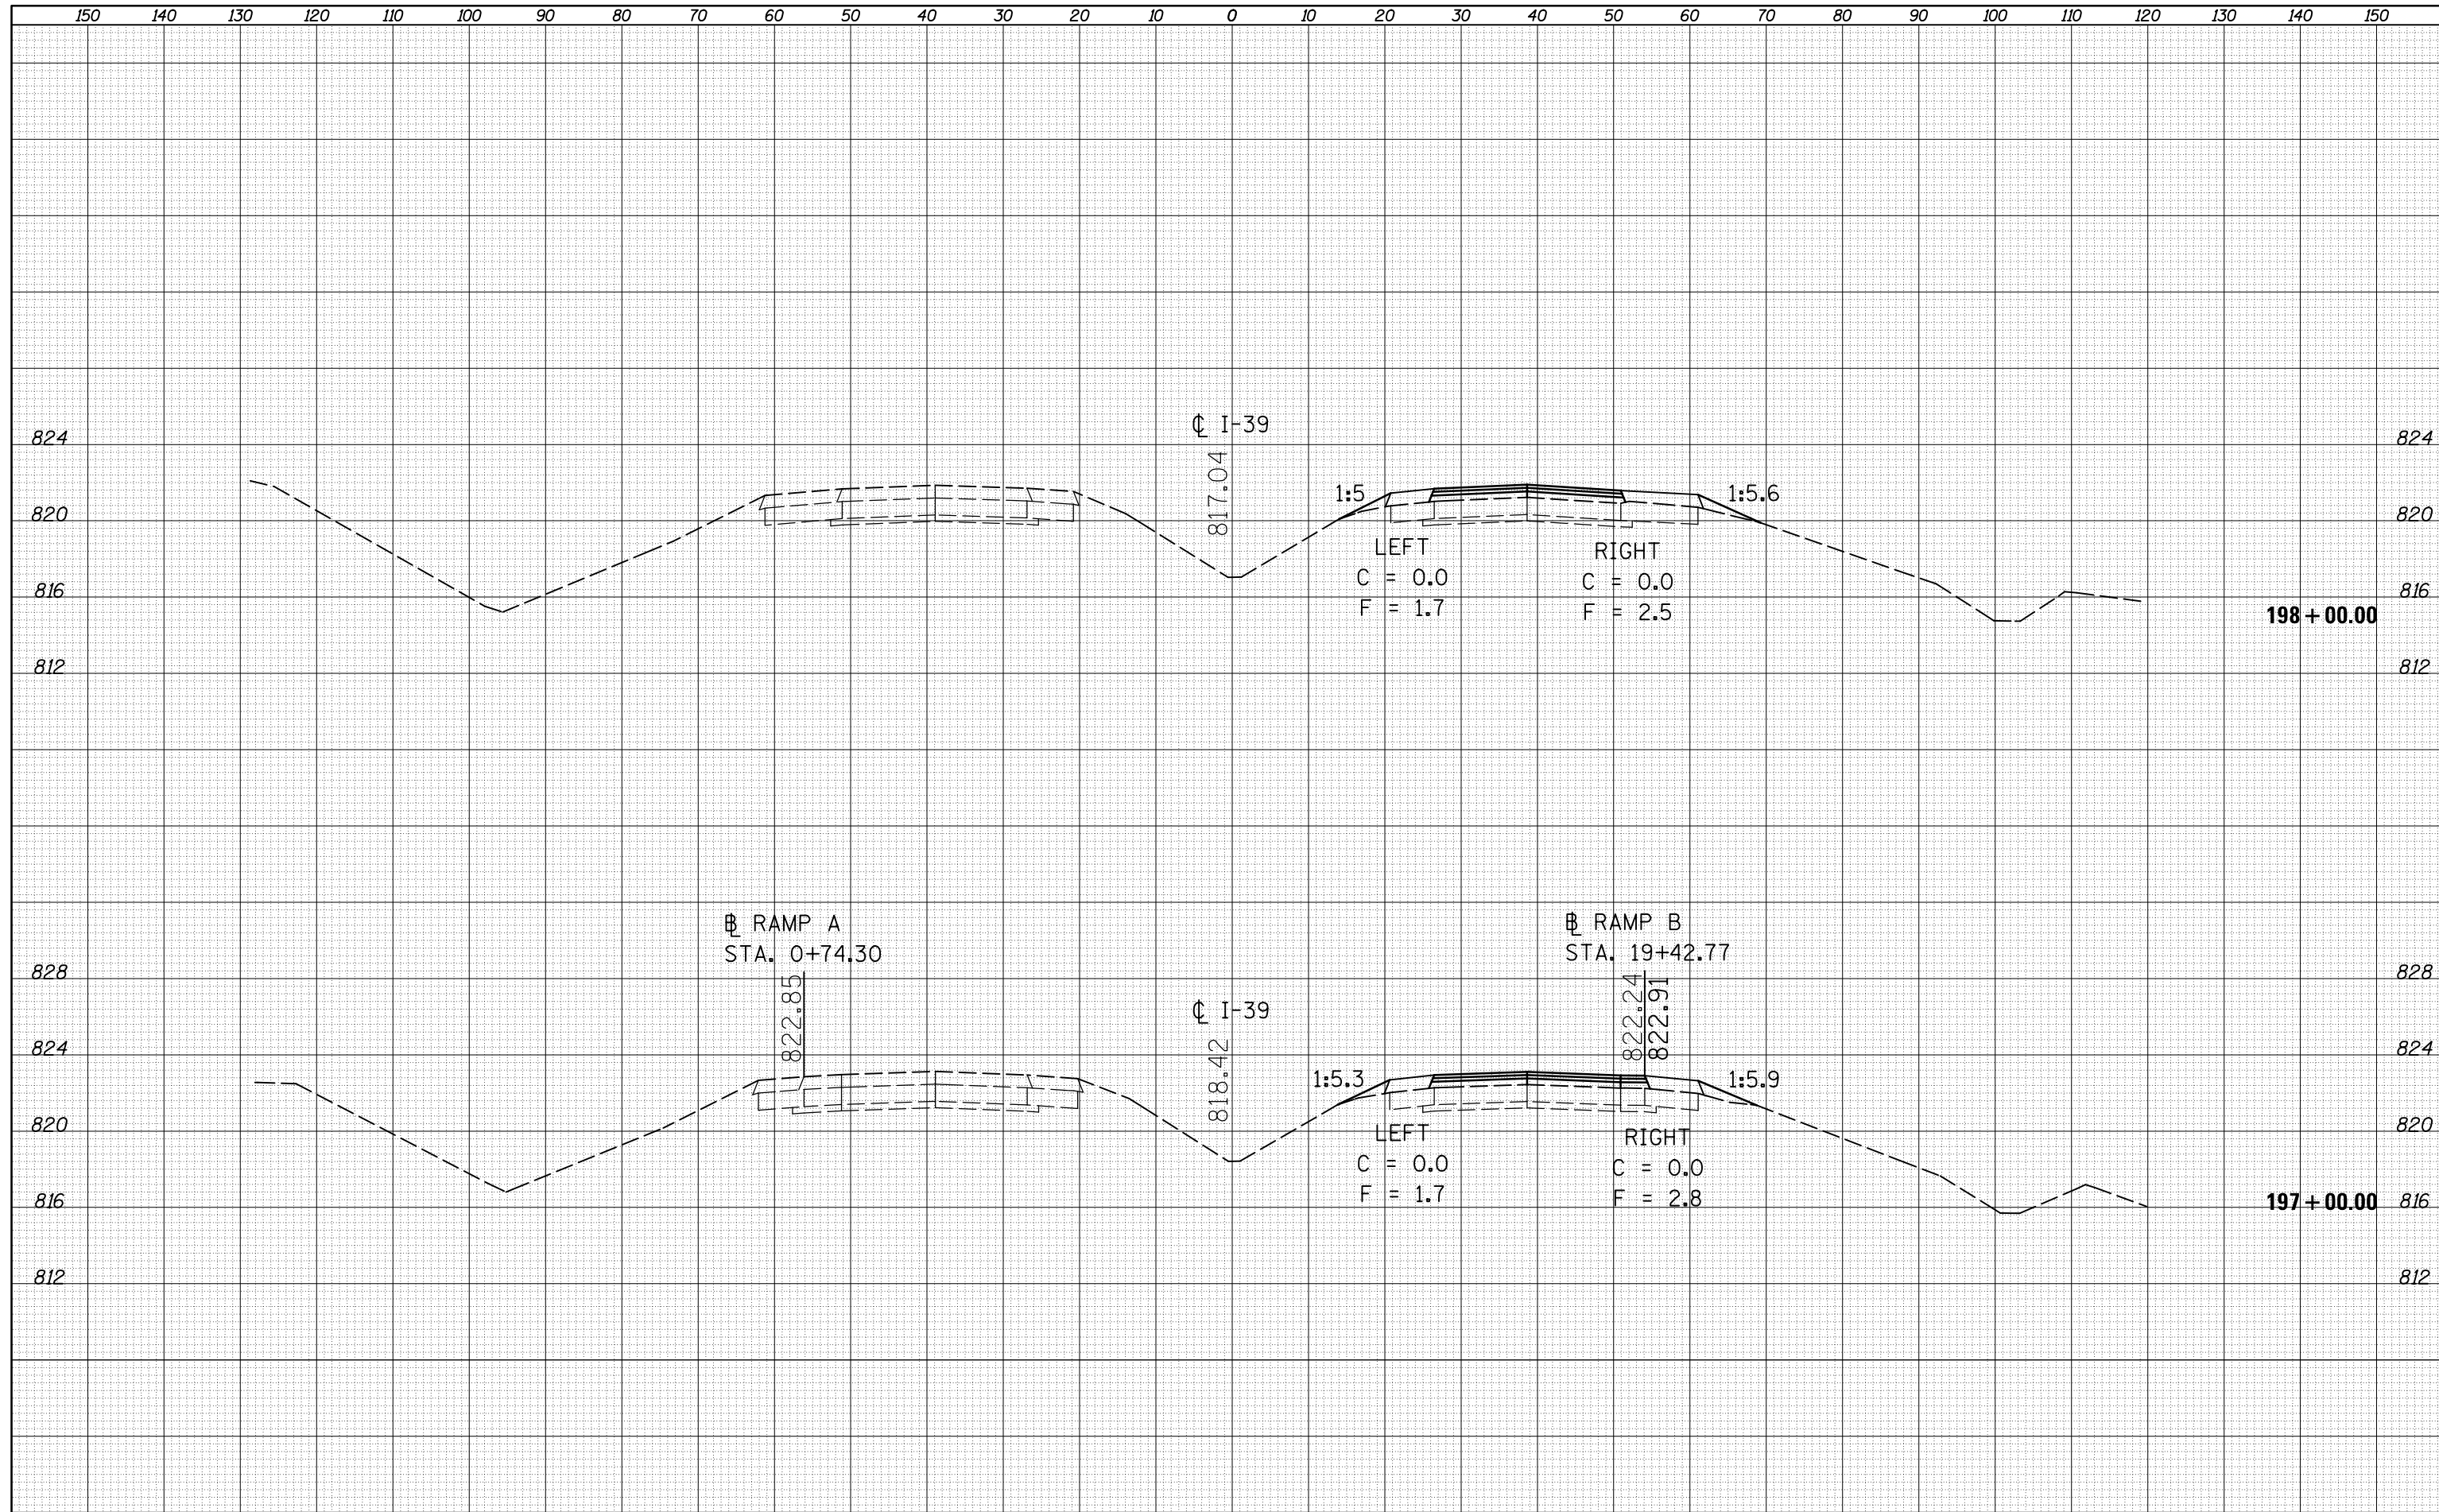 150 140 130 120 110 100 90 80 70 60 50 40 30 20 10 0 10 20 30 40 50 60 70 80 90 100 110 120 130 140 150
℄ I-39
824 824
817.04
1:5 1:5.6
820 820
LEFT RIGHT
C = 0.0 C = 0.0
816 816
F = 1.7 F = 2.5
198+00.00
812 812
℄ RAMP A ℄ RAMP B
STA. 0+74.30 STA. 19+42.77
828 828
822.85 822.24 822.91
℄ I-39
824 824
818.42
1:5.3 1:5.9
820 820
LEFT RIGHT
C = 0.0 C = 0.0
F = 1.7 F = 2.8
816 197+00.00 816
812 812